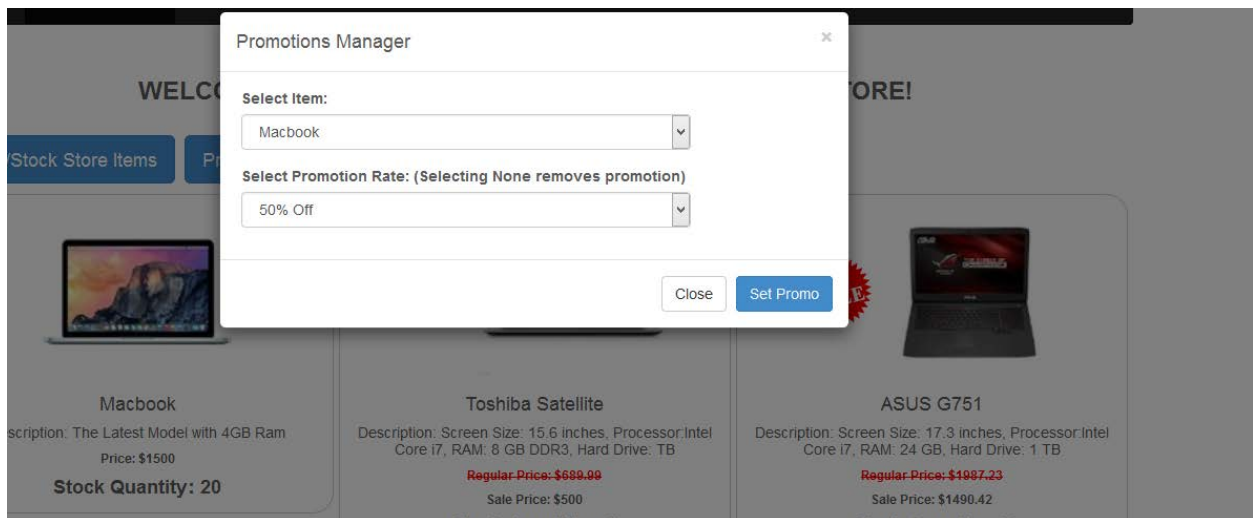 Promotions Manager ×
WELCO
ORE!
Select Item:
Macbook
/Stock Store Items
Pr
Select Promotion Rate: (Selecting None removes promotion)
50% Off
Close
Set Promo
Macbook
scription: The Latest Model with 4GB Ram
Price: $1500
Stock Quantity: 20
Toshiba Satellite
Description: Screen Size: 15.6 inches, Processor:Intel
Core i7, RAM: 8 GB DDR3, Hard Drive: TB
Regular Price: $689.99
Sale Price: $500
ASUS G751
Description: Screen Size: 17.3 inches, Processor:Intel
Core i7, RAM: 24 GB, Hard Drive: 1 TB
Regular Price: $1987.23
Sale Price: $1490.42